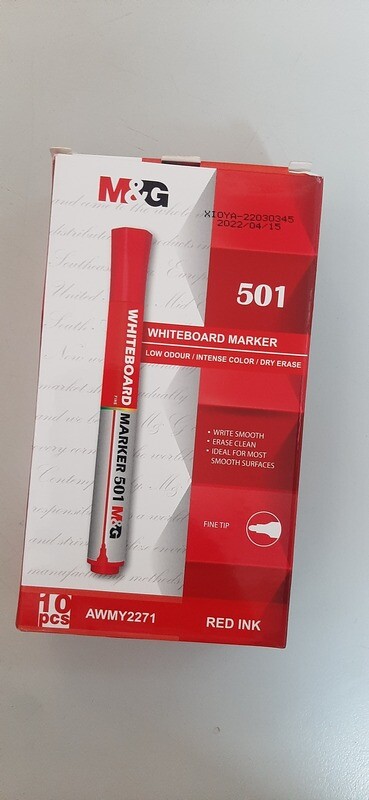 M&G
XIOYA-22030345
2022/04/15
501
WHITEBOARD MARKER
LOW ODOUR / INTENSE COLOR / DRY ERASE
WHITEBOARD
FINE
MARKER 501 M&G
• WRITE SMOOTH
• ERASE CLEAN
• IDEAL FOR MOST
SMOOTH SURFACES
FINE TIP
10
pcs
AWMY2271
RED INK